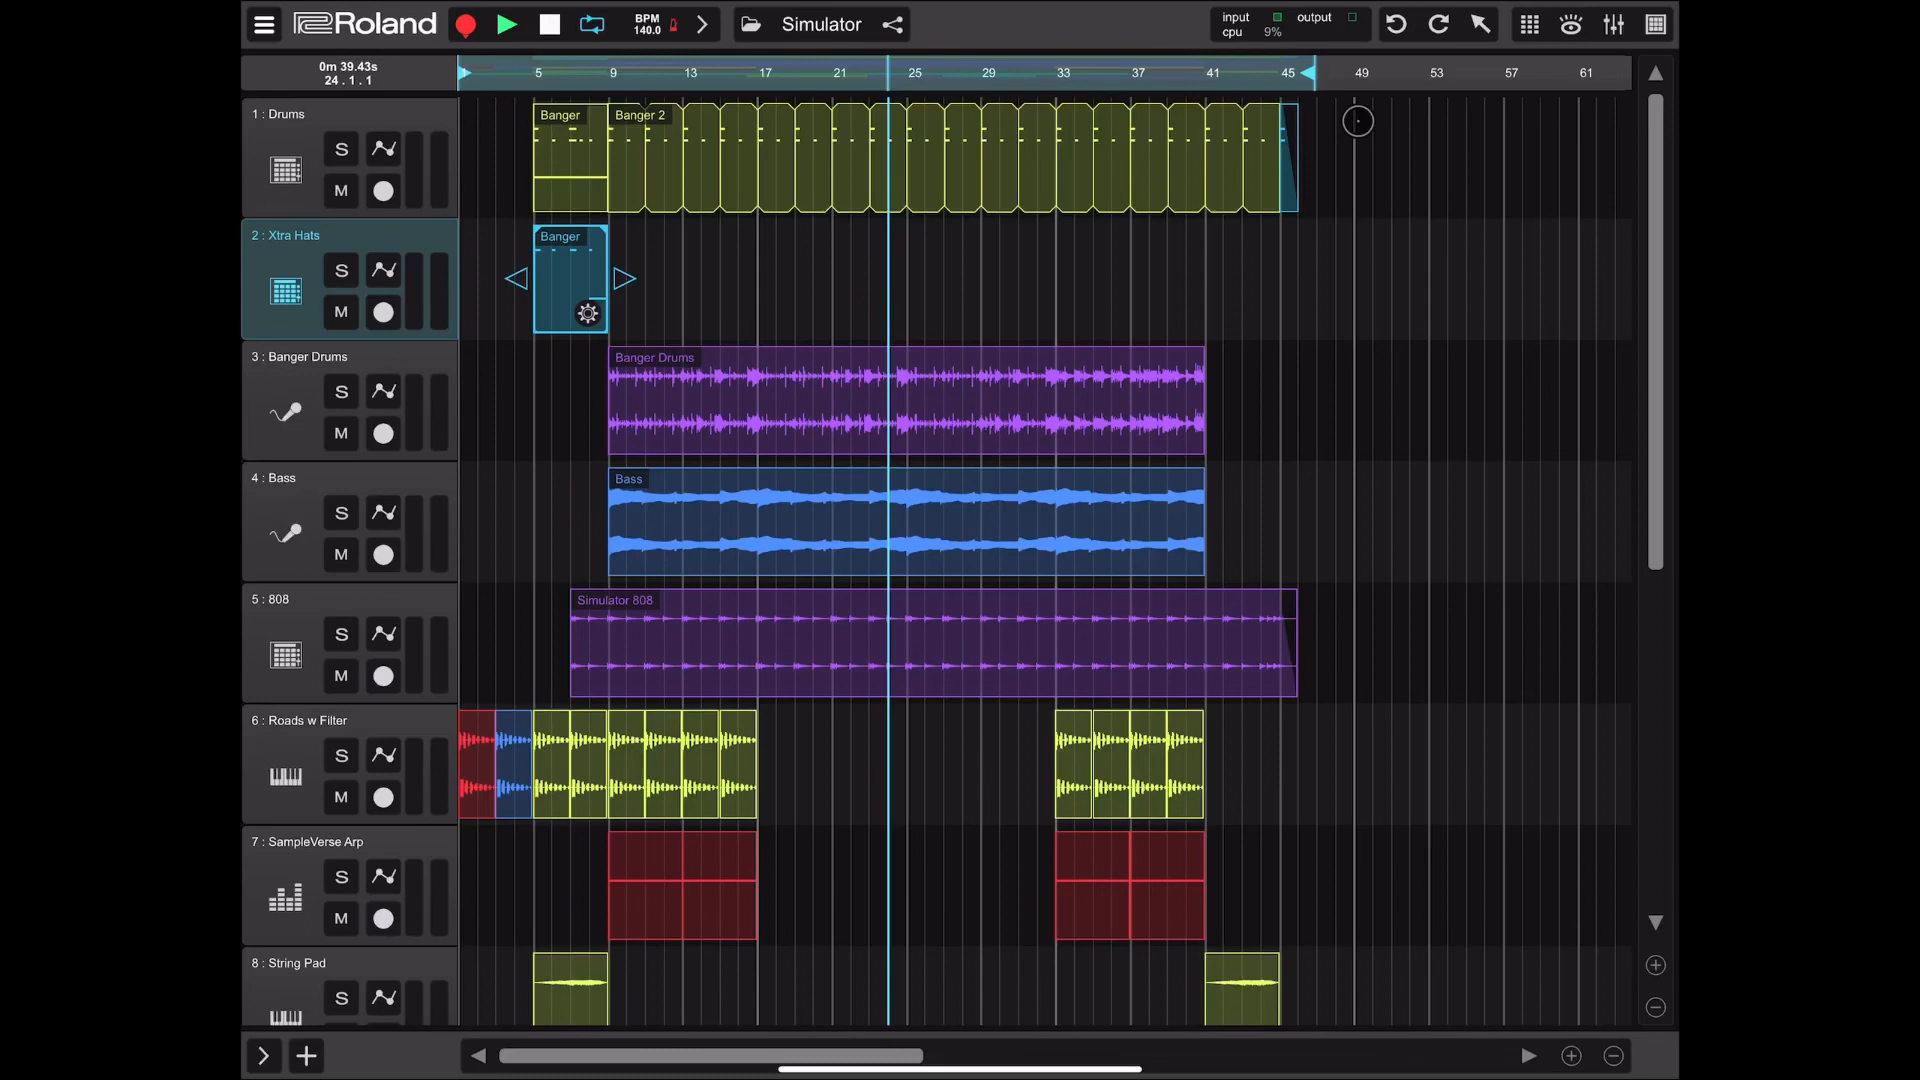 Roland
BPM
140.0
Simulator
input
output
cpu
9%
0m 39.43s
24 . 1 . 1
5 9 13 17 21 25 29 33 37 41 45 49 53 57 61
1 : Drums
S
M
Banger
Banger 2
2 : Xtra Hats
S
M
Banger
3 : Banger Drums
S
M
Banger Drums
4 : Bass
S
M
Bass
5 : 808
S
M
Simulator 808
6 : Roads w Filter
S
M
7 : SampleVerse Arp
S
M
8 : String Pad
S